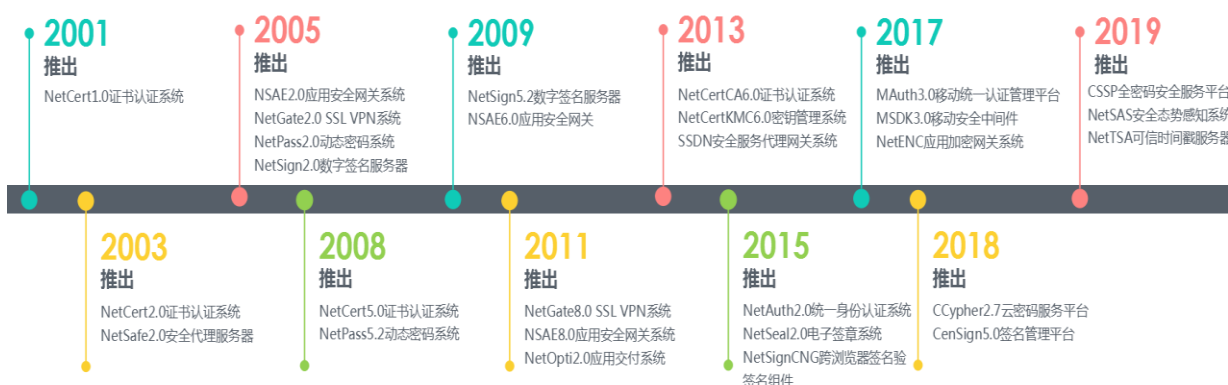 2001
推出
NetCert1.0证书认证系统
2005
推出
NSAE2.0应用安全网关系统
NetGate2.0 SSL VPN系统
NetPass2.0动态密码系统
NetSign2.0数字签名服务器
2009
推出
NetSign5.2数字签名服务器
NSAE6.0应用安全网关
2013
推出
NetCertCA6.0证书认证系统
NetCertKMC6.0密钥管理系统
SSDN安全服务代理网关系统
2017
推出
MAuth3.0移动统一认证管理平台
MSDK3.0移动安全中间件
NetENC应用加密网关系统
2019
推出
CSSP全密码安全服务平台
NetSAS安全态势感知系统
NetTSA可信时间戳服务器
2003
推出
NetCert2.0证书认证系统
NetSafe2.0安全代理服务器
2008
推出
NetCert5.0证书认证系统
NetPass5.2动态密码系统
2011
推出
NetGate8.0 SSL VPN系统
NSAE8.0应用安全网关系统
NetOpti2.0应用交付系统
2015
推出
NetAuth2.0统一身份认证系统
NetSeal2.0电子签章系统
NetSignCNG跨浏览器签名验
签名组件
2018
推出
CCypher2.7云密码服务平台
CenSign5.0签名管理平台